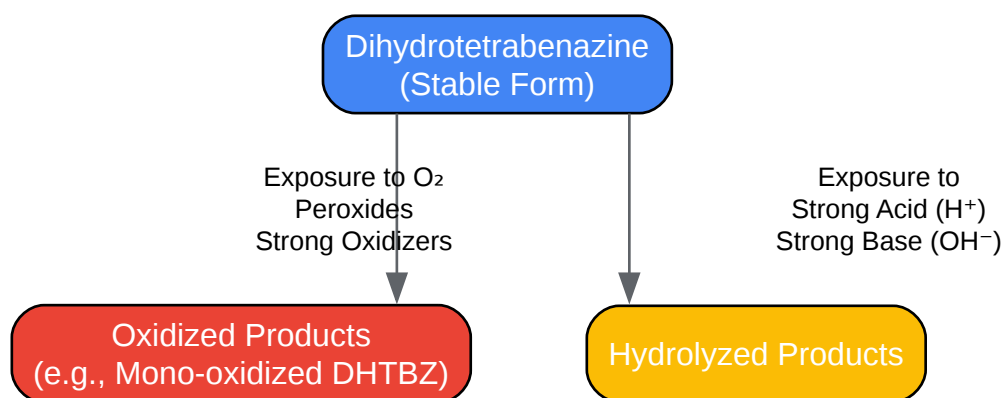 Dihydrotetrabenazine
(Stable Form)
Exposure to O₂
Peroxides
Strong Oxidizers
Exposure to
Strong Acid (H⁺)
Strong Base (OH⁻)
Oxidized Products
(e.g., Mono-oxidized DHTBZ)
Hydrolyzed Products